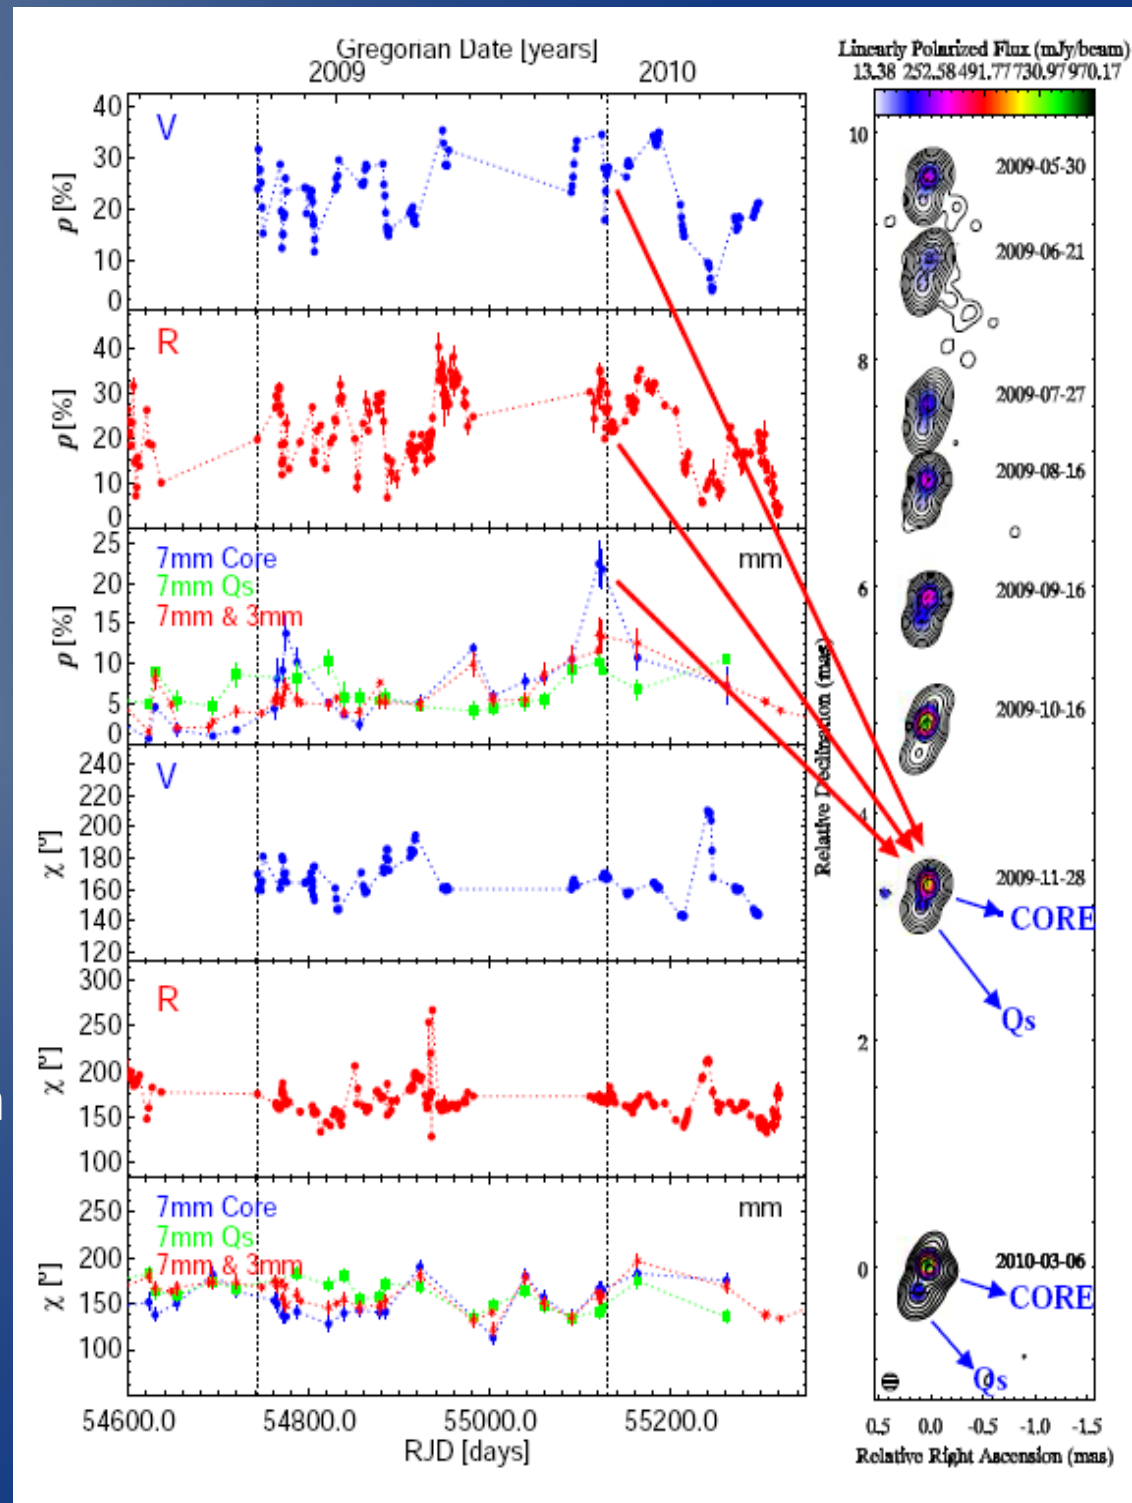 Gregorian Date [years]
2009 2010
V
ρ [%]
40
30
20
10
0
R
ρ [%]
40
30
20
10
0
7mm Core
7mm Qs
7mm & 3mm
mm
ρ [%]
25
20
15
10
5
0
V
χ [º]
240
220
200
180
160
140
120
R
χ [º]
300
250
200
150
100
7mm Core
7mm Qs
7mm & 3mm
mm
χ [º]
250
200
150
100
54600.0 54800.0 55000.0 55200.0
RJD [days]
Linearly Polarized Flux (mJy/beam)
13.38 252.58 491.77 730.97 970.17
10
8
6
4
2
0
Relative Declination (mas)
2009-05-30
2009-06-21
2009-07-27
2009-08-16
2009-09-16
2009-10-16
2009-11-28
CORE
Qs
2010-03-06
CORE
Qs
0.5 0.0 -0.5 -1.0 -1.5
Relative Right Ascension (mas)